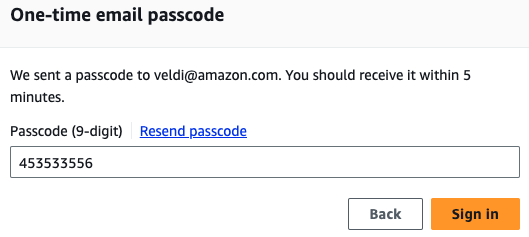 One-time email passcode
We sent a passcode to veldi@amazon.com. You should receive it within 5
minutes.
Passcode (9-digit) Resend passcode
453533556
Back Sign in